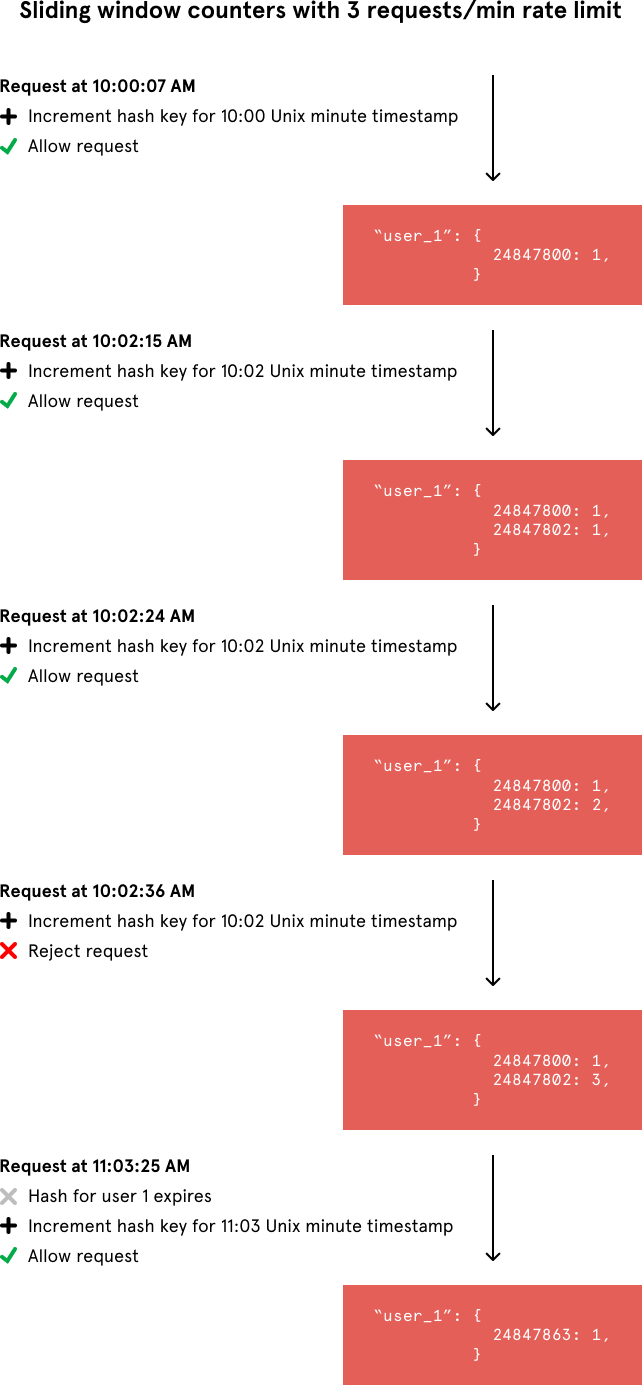 Sliding window counters with 3 requests/min rate limit
Request at 10:00:07 AM
Increment hash key for 10:00 Unix minute timestamp
Allow request
“user_1”: {
24847800: 1,
}
Request at 10:02:15 AM
Increment hash key for 10:02 Unix minute timestamp
Allow request
“user_1”: {
24847800: 1,
24847802: 1,
}
Request at 10:02:24 AM
Increment hash key for 10:02 Unix minute timestamp
Allow request
“user_1”: {
24847800: 1,
24847802: 2,
}
Request at 10:02:36 AM
Increment hash key for 10:02 Unix minute timestamp
Reject request
“user_1”: {
24847800: 1,
24847802: 3,
}
Request at 11:03:25 AM
Hash for user 1 expires
Increment hash key for 11:03 Unix minute timestamp
Allow request
“user_1”: {
24847863: 1,
}